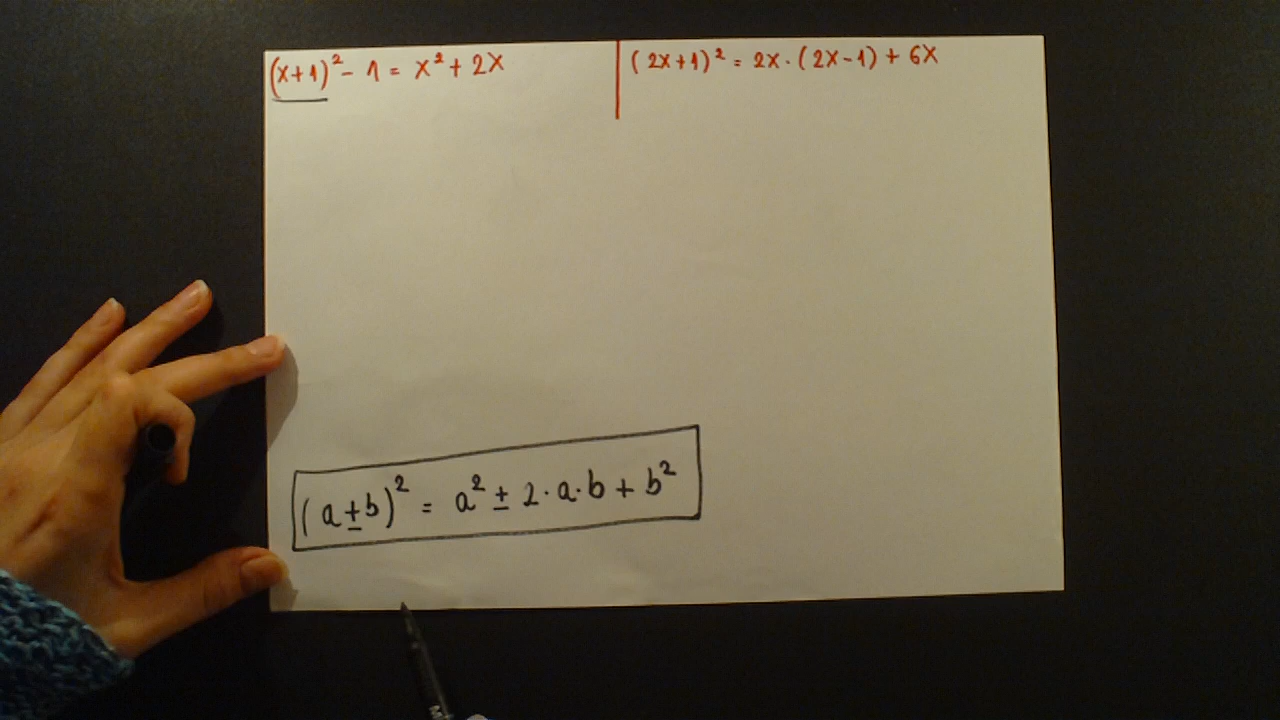 (x+1)² - 1 = x² + 2x
(2x+1)² = 2x · (2x-1) + 6x
(a±b)² = a² ± 2·a·b + b²